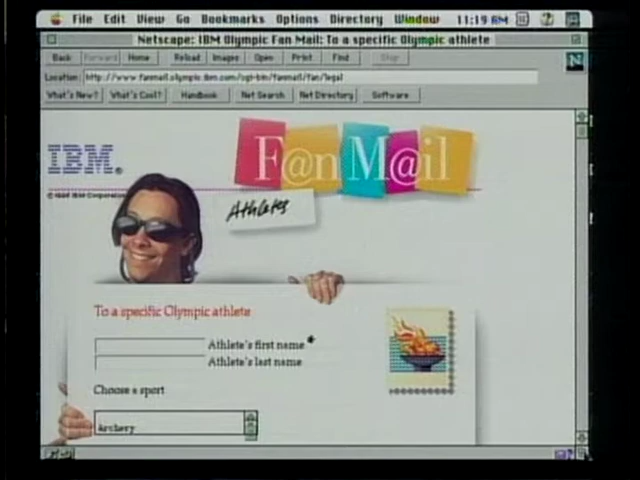 File Edit View Go Bookmarks Options Directory Window 11:19 AM
Netscape: IBM Olympic Fan Mail: To a specific Olympic athlete
Back Forward Home Reload Images Open Print Find Stop
Location: http://www.fanmail.olympic.ibm.com/cgi-bin/fanmail/fan/legal
What's New? What's Cool? Handbook Net Search Net Directory Software
N
IBM®
F@nM@il
IBM Corporation
Athletes
To a specific Olympic athlete
Athlete's first name *
Athlete's last name
Choose a sport
Archery